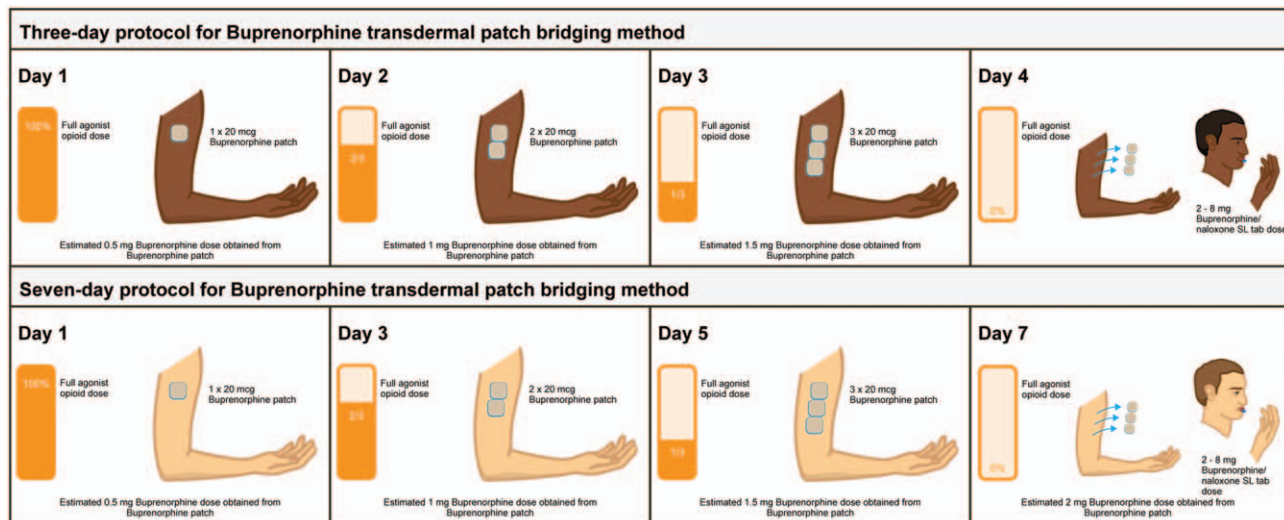 Three-day protocol for Buprenorphine transdermal patch bridging method
Day 1
100%
Full agonist
opioid dose
1 x 20 mcg
Buprenorphine patch
Estimated 0.5 mg Buprenorphine dose obtained from
Buprenorphine patch
Day 2
2/3
Full agonist
opioid dose
2 x 20 mcg
Buprenorphine patch
Estimated 1 mg Buprenorphine dose obtained from
Buprenorphine patch
Day 3
1/3
Full agonist
opioid dose
3 x 20 mcg
Buprenorphine patch
Estimated 1.5 mg Buprenorphine dose obtained from
Buprenorphine patch
Day 4
0%
Full agonist
opioid dose
2 - 8 mg
Buprenorphine/
naloxone SL tab dose
Seven-day protocol for Buprenorphine transdermal patch bridging method
Day 1
100%
Full agonist
opioid dose
1 x 20 mcg
Buprenorphine patch
Estimated 0.5 mg Buprenorphine dose obtained from
Buprenorphine patch
Day 3
2/3
Full agonist
opioid dose
2 x 20 mcg
Buprenorphine patch
Estimated 1 mg Buprenorphine dose obtained from
Buprenorphine patch
Day 5
1/3
Full agonist
opioid dose
3 x 20 mcg
Buprenorphine patch
Estimated 1.5 mg Buprenorphine dose obtained from
Buprenorphine patch
Day 7
0%
Full agonist
opioid dose
2 - 8 mg
Buprenorphine/
naloxone SL tab
dose
Estimated 2 mg Buprenorphine dose obtained from
Buprenorphine patch